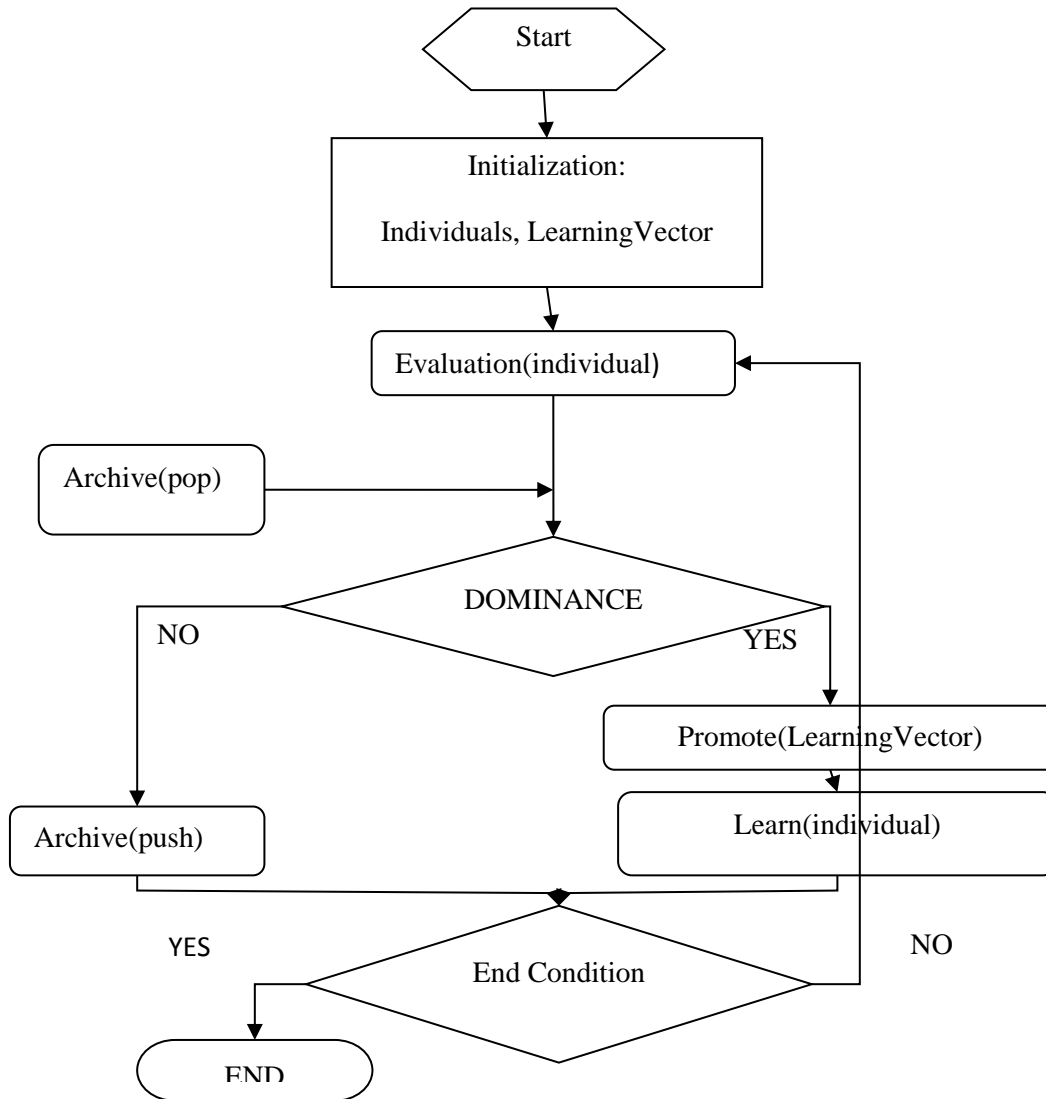 Start
Initialization:
Individuals, LearningVector
Evaluation(individual)
Archive(pop)
DOMINANCE
NO
YES
Promote(LearningVector)
Archive(push)
Learn(individual)
YES
NO
End Condition
END